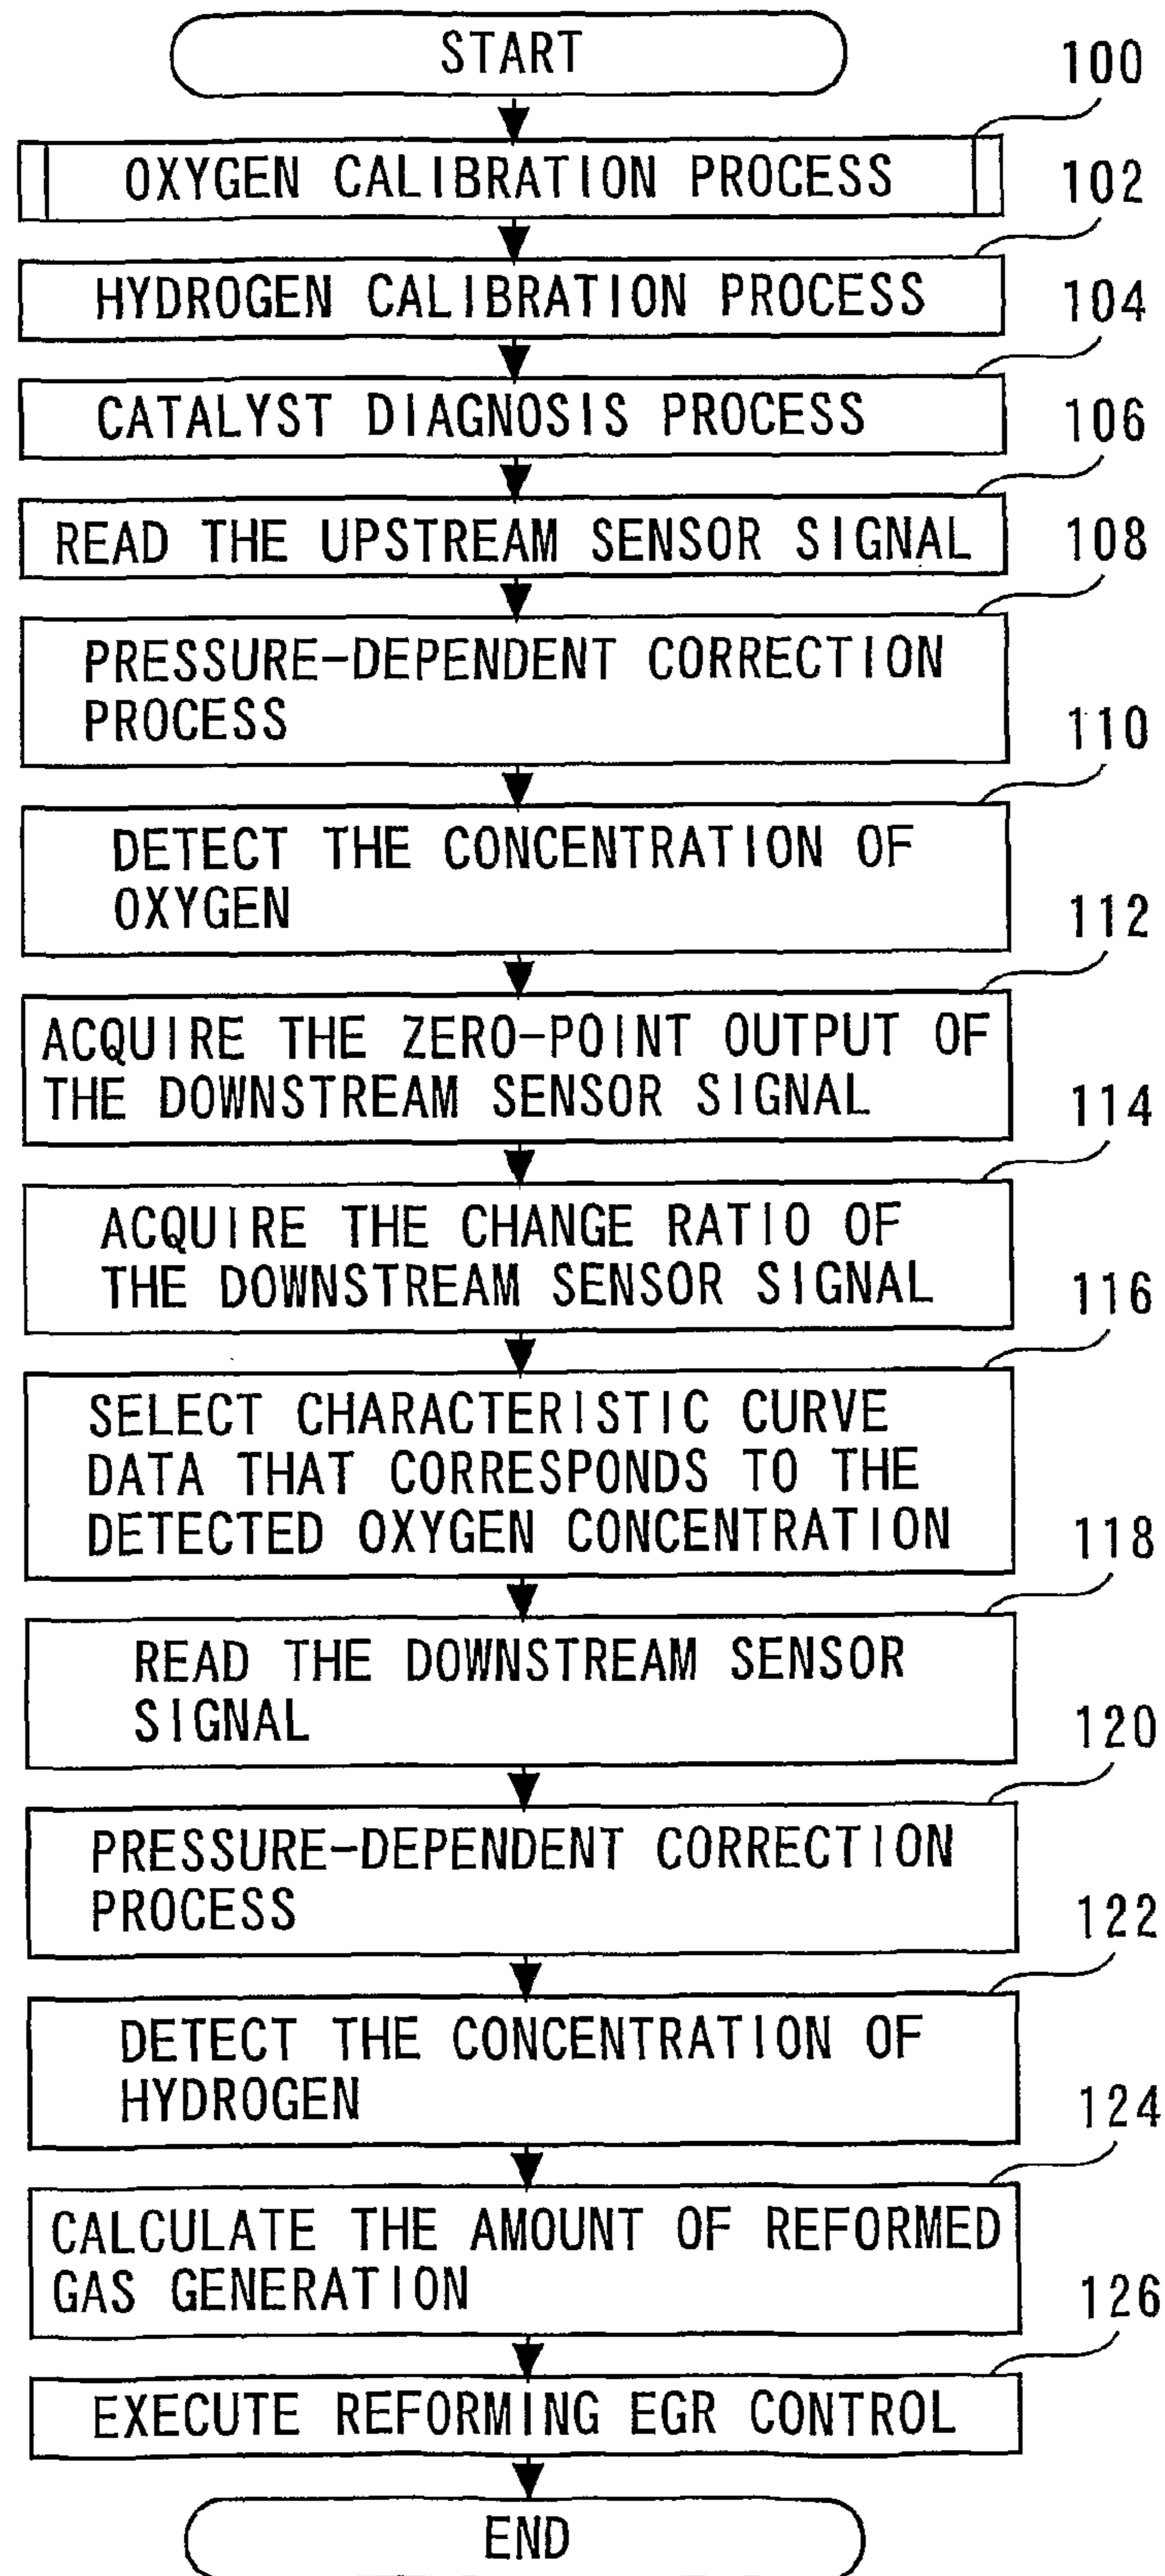 START
100
OXYGEN CALIBRATION PROCESS
102
HYDROGEN CALIBRATION PROCESS
104
CATALYST DIAGNOSIS PROCESS
106
READ THE UPSTREAM SENSOR SIGNAL
108
PRESSURE-DEPENDENT CORRECTION
PROCESS
110
DETECT THE CONCENTRATION OF
OXYGEN
112
ACQUIRE THE ZERO-POINT OUTPUT OF
THE DOWNSTREAM SENSOR SIGNAL
114
ACQUIRE THE CHANGE RATIO OF
THE DOWNSTREAM SENSOR SIGNAL
116
SELECT CHARACTERISTIC CURVE
DATA THAT CORRESPONDS TO THE
DETECTED OXYGEN CONCENTRATION
118
READ THE DOWNSTREAM SENSOR
SIGNAL
120
PRESSURE-DEPENDENT CORRECTION
PROCESS
122
DETECT THE CONCENTRATION OF
HYDROGEN
124
CALCULATE THE AMOUNT OF REFORMED
GAS GENERATION
126
EXECUTE REFORMING EGR CONTROL
END